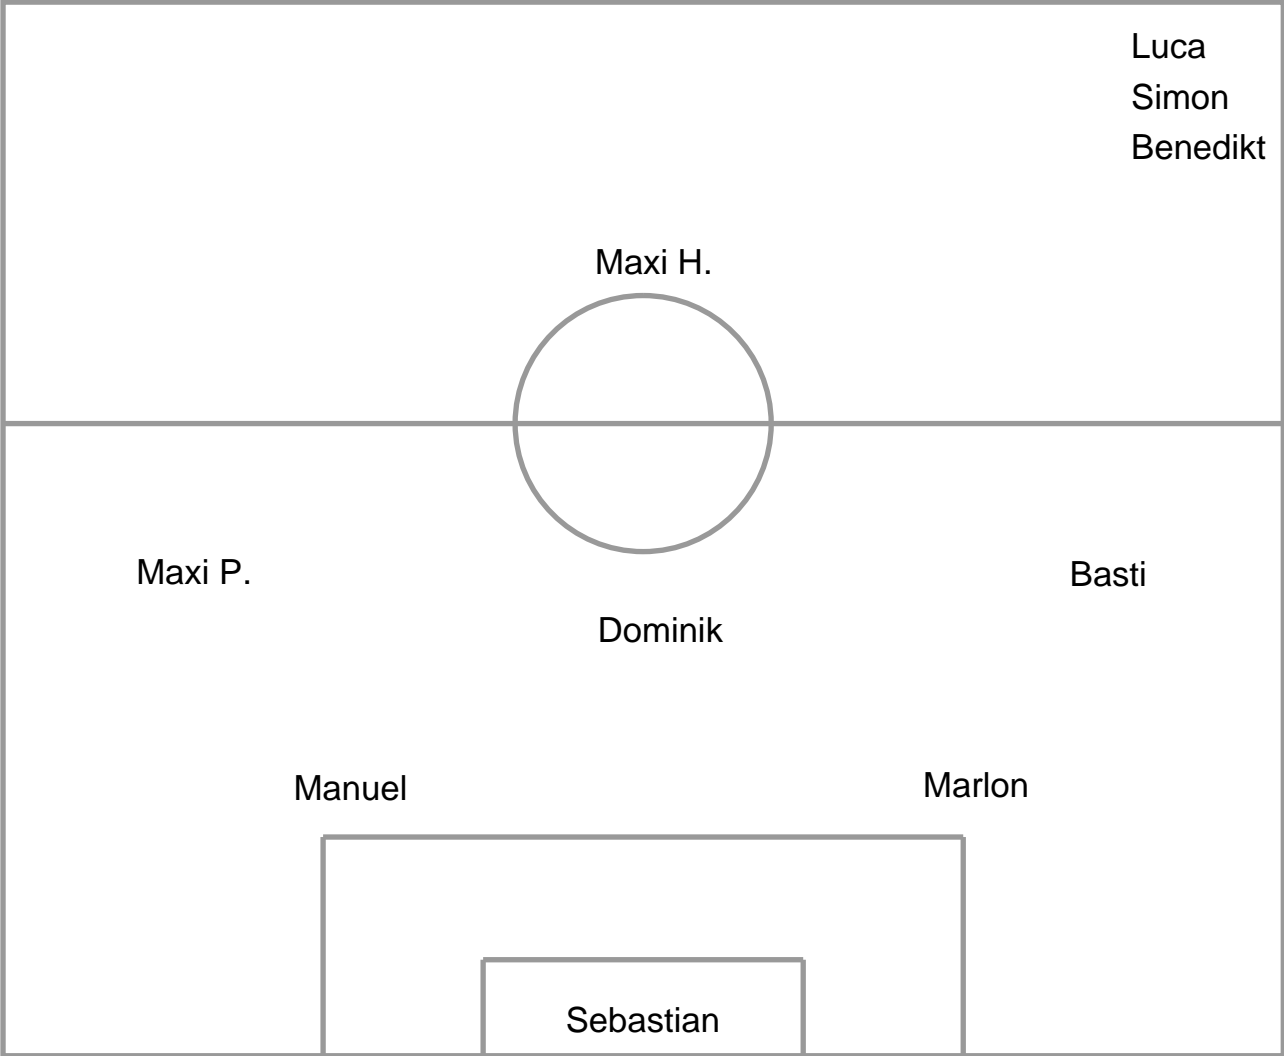 Luca
Simon
Benedikt
Maxi H.
Maxi P.
Basti
Dominik
Manuel
Marlon
Sebastian